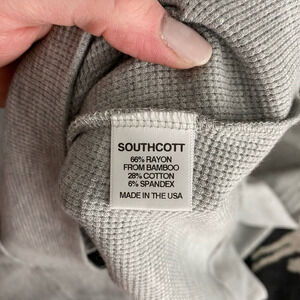 SOUTHCOTT
66% RAYON
FROM BAMBOO
28% COTTON
6% SPANDEX
MADE IN THE USA